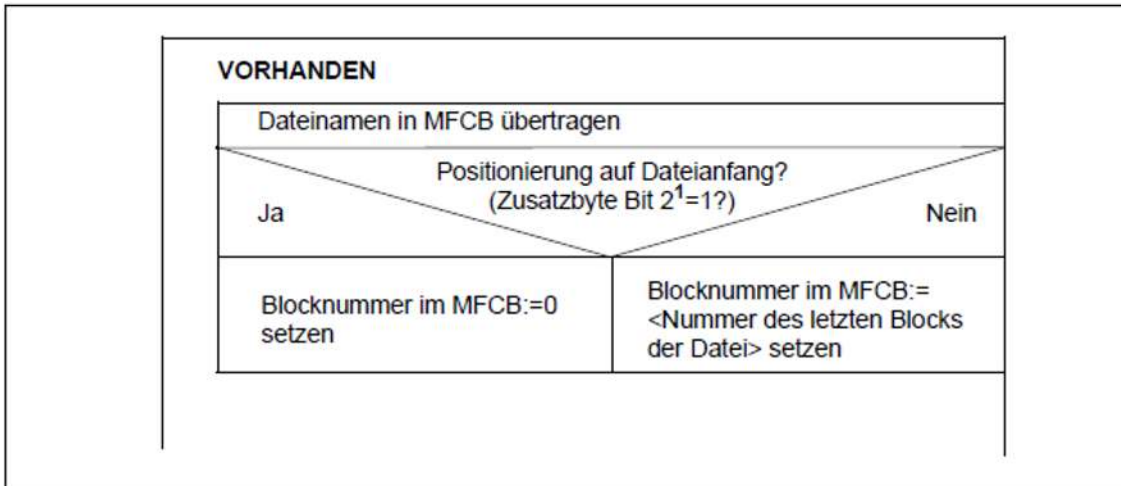 VORHANDEN
Dateinamen in MFCB übertragen
Positionierung auf Dateianfang?
(Zusatzbyte Bit 2¹=1?)
Ja
Nein
Blocknummer im MFCB:=0
setzen
Blocknummer im MFCB:=
<Nummer des letzten Blocks
der Datei> setzen